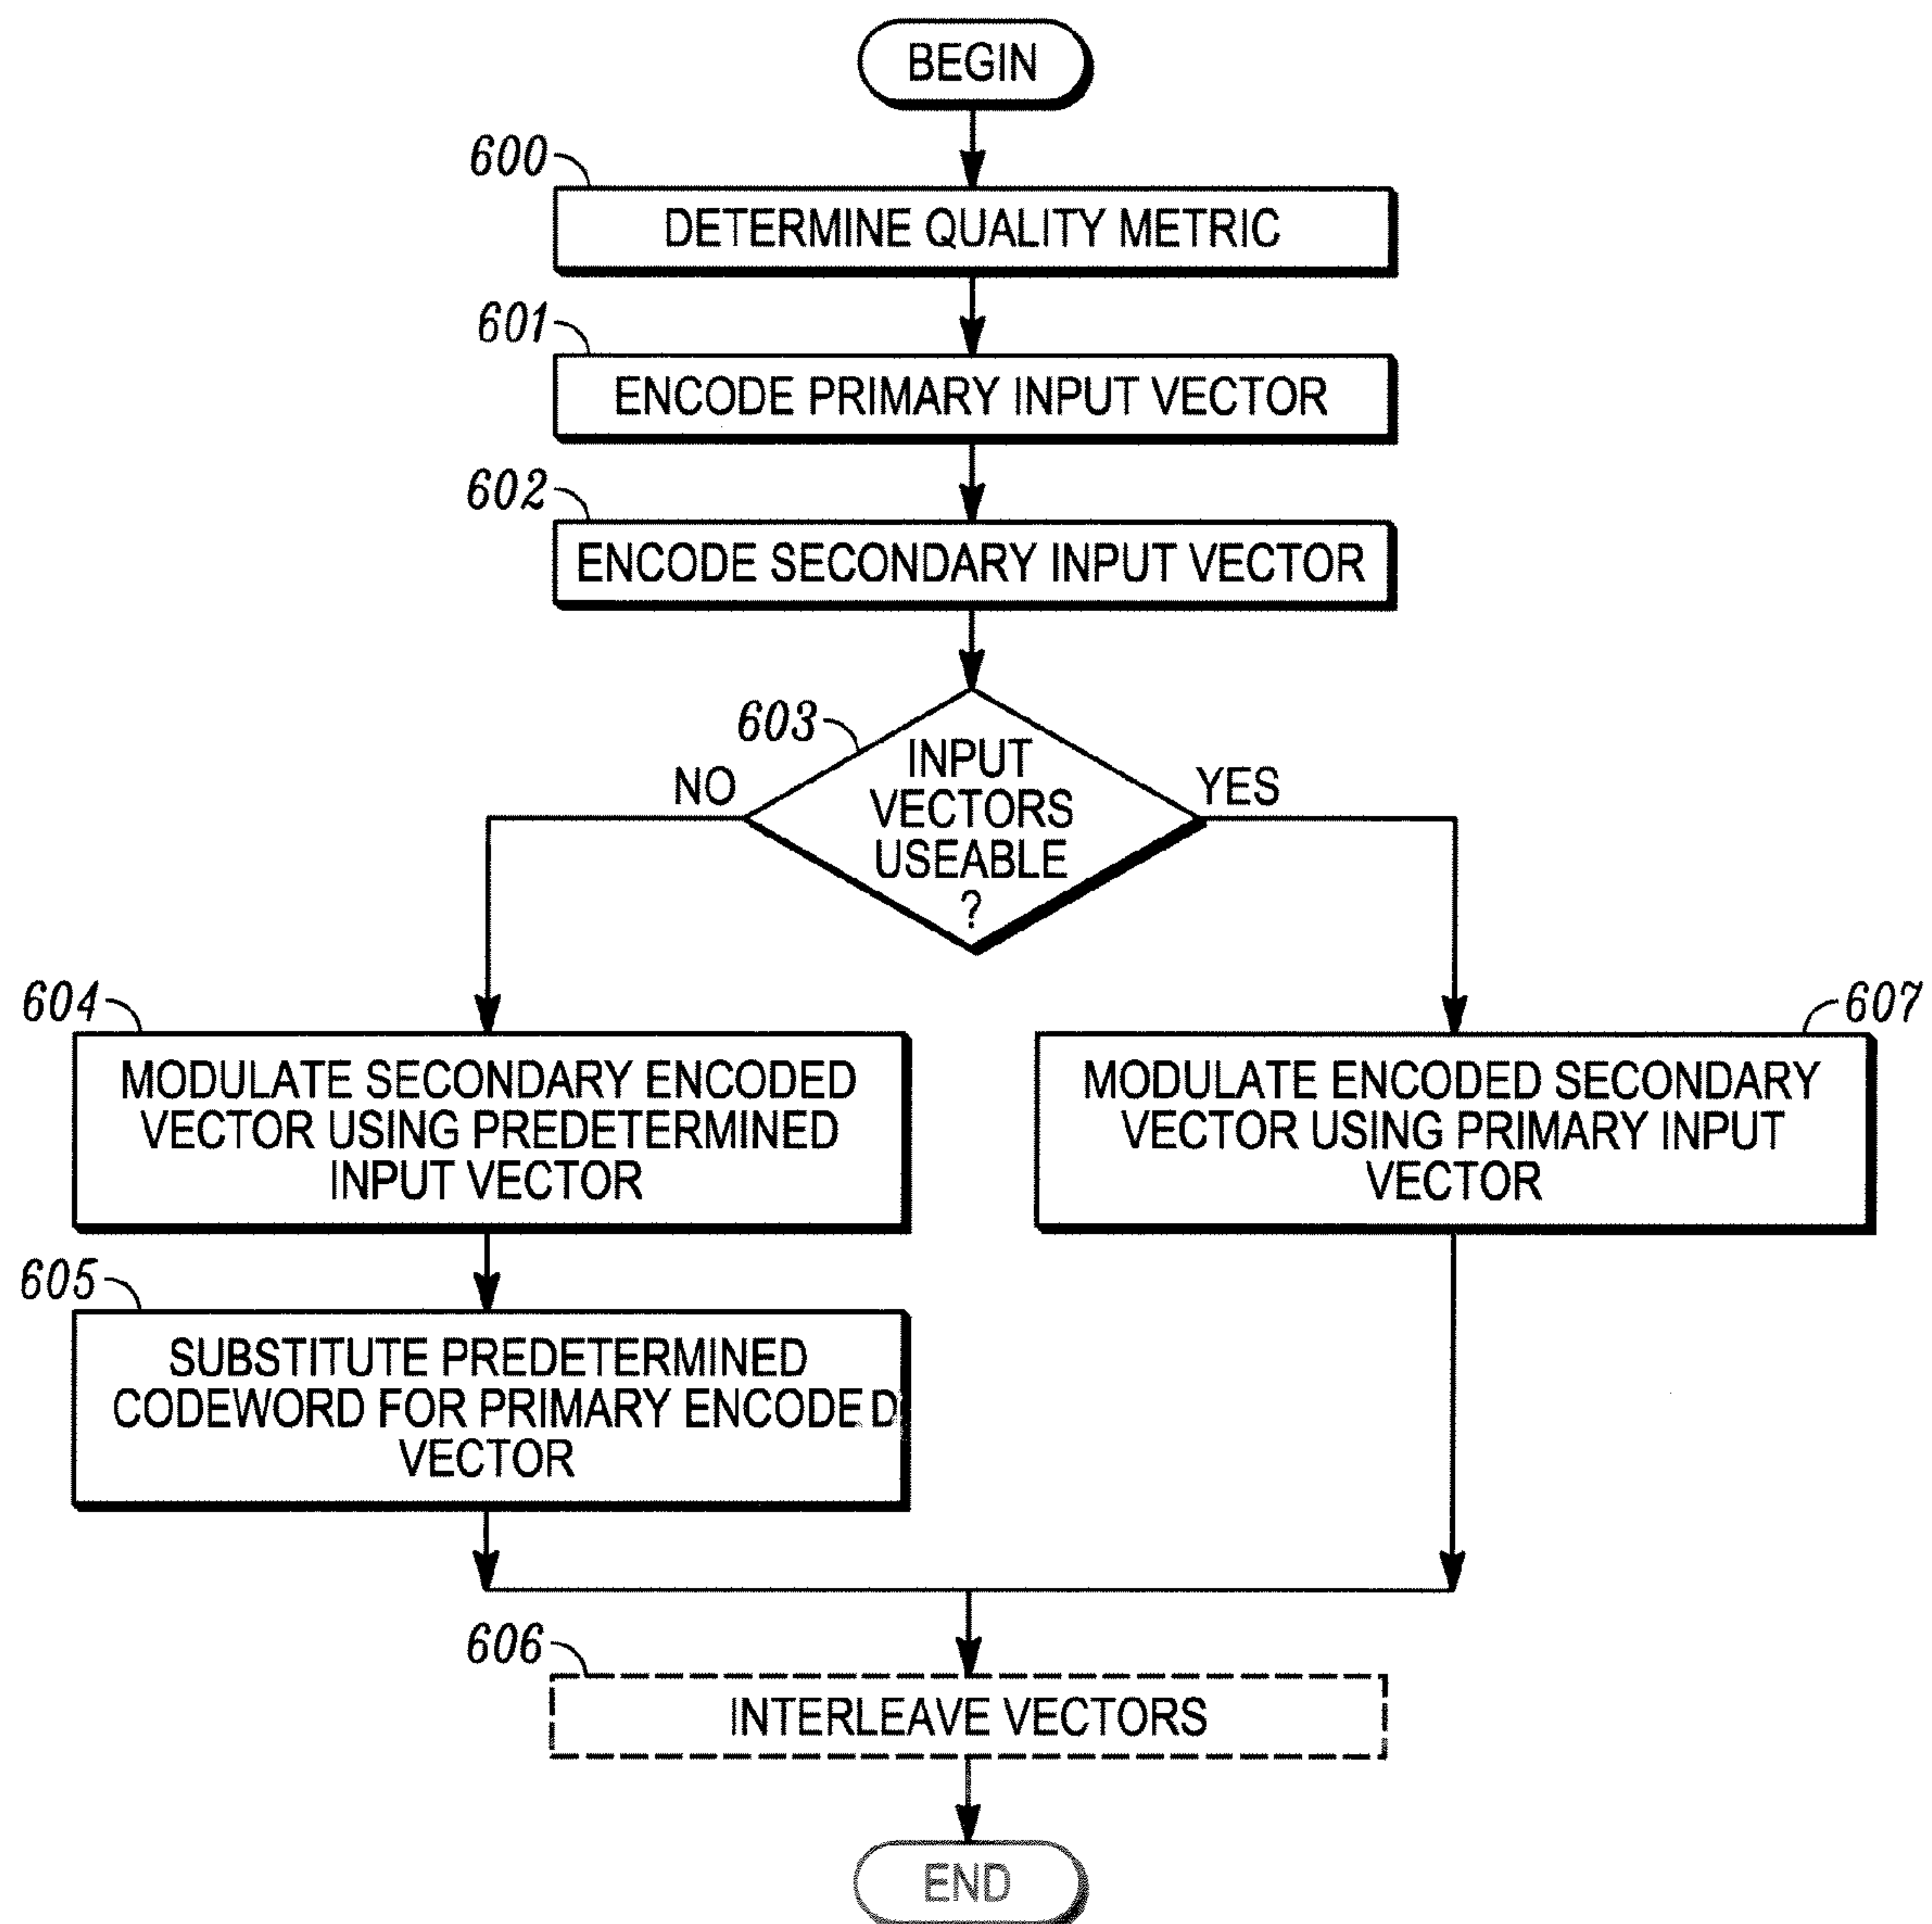 BEGIN
600
DETERMINE QUALITY METRIC
601
ENCODE PRIMARY INPUT VECTOR
602
ENCODE SECONDARY INPUT VECTOR
603
INPUT
VECTORS
USEABLE
?
NO
YES
604
MODULATE SECONDARY ENCODED
VECTOR USING PREDETERMINED
INPUT VECTOR
607
MODULATE ENCODED SECONDARY
VECTOR USING PRIMARY INPUT
VECTOR
605
SUBSTITUTE PREDETERMINED
CODEWORD FOR PRIMARY ENCODED
VECTOR
606
INTERLEAVE VECTORS
END